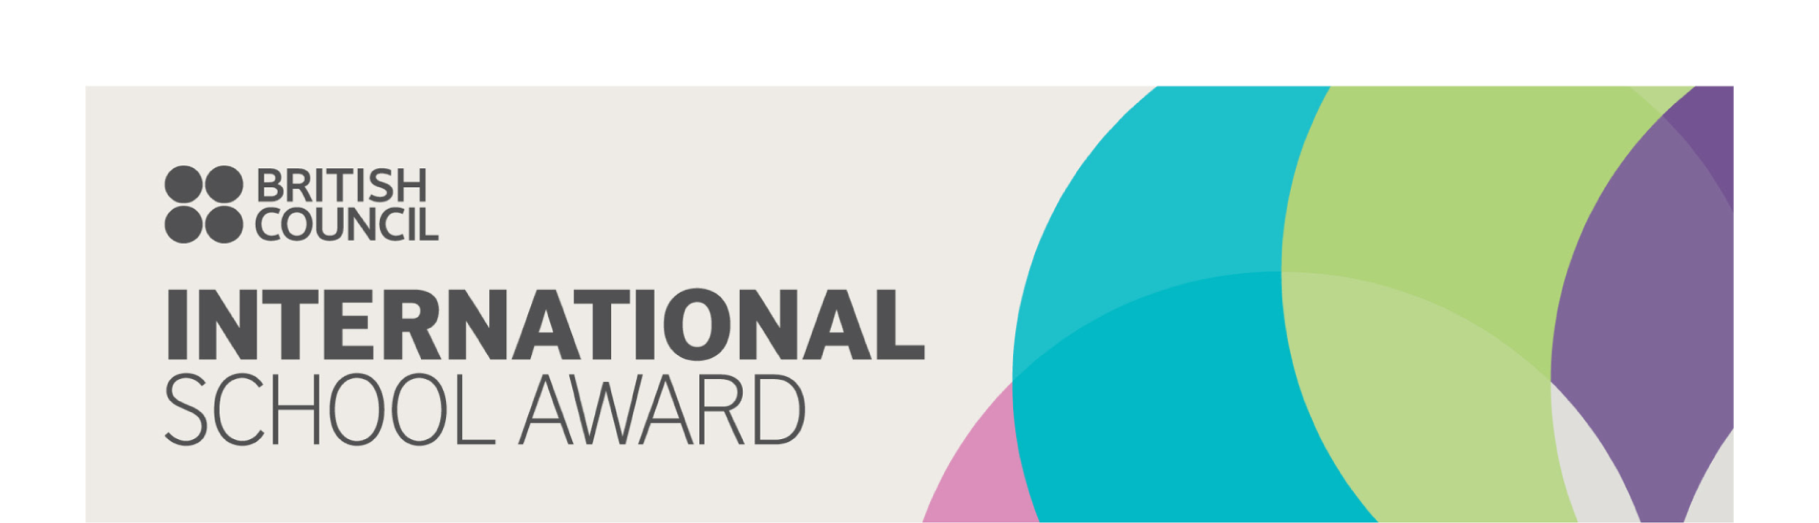 BRITISH
COUNCIL
INTERNATIONAL
SCHOOL AWARD